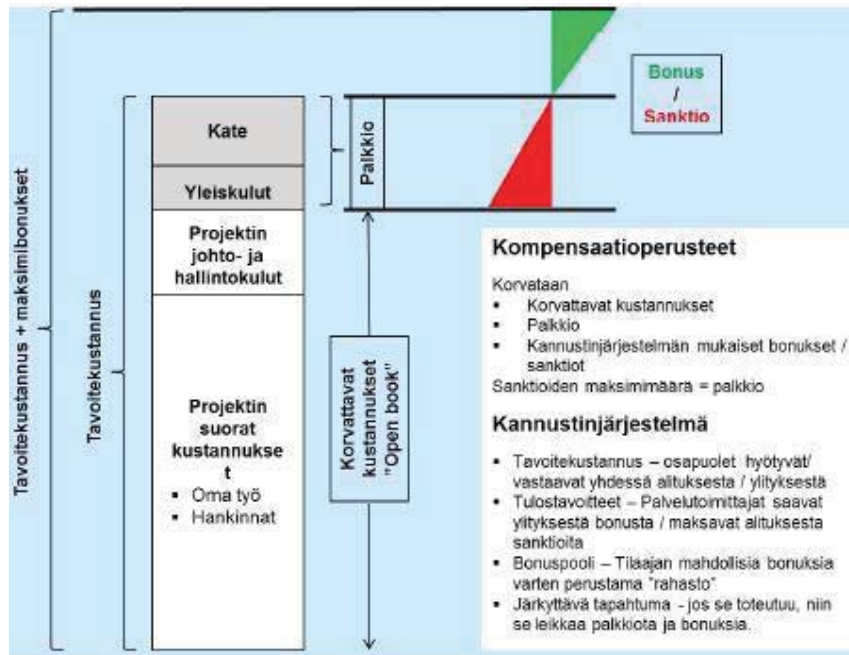 Tavoitekustannus + maksimibonukset
Tavoitekustannus
Kate
Yleiskulut
Projektin
johto- ja
hallintokulut
Projektin
suorat
kustannukse
t
▪ Oma työ
▪ Hankinnat
Palkkio
Korvattavat
kustannukset
"Open book"
Bonus
/
Sanktio
Kompensaatioperusteet
Korvataan
▪ Korvattavat kustannukset
▪ Palkkio
▪ Kannustinjärjestelmän mukaiset bonukset /
sanktiot
Sanktioiden maksimimäärä = palkkio
Kannustinjärjestelmä
▪ Tavoitekustannus – osapuolet hyötyvät/
vastaavat yhdessä alituksesta / ylityksestä
▪ Tulostavoitteet – Palvelutoimittajat saavat
ylityksestä bonusta / maksavat alituksesta
sanktioita
▪ Bonuspooli – Tilaajan mahdollisia bonuksia
varten perustama "rahasto"
▪ Järkyttävä tapahtuma - jos se toteutuu, niin
se leikkaa palkkiota ja bonuksia.